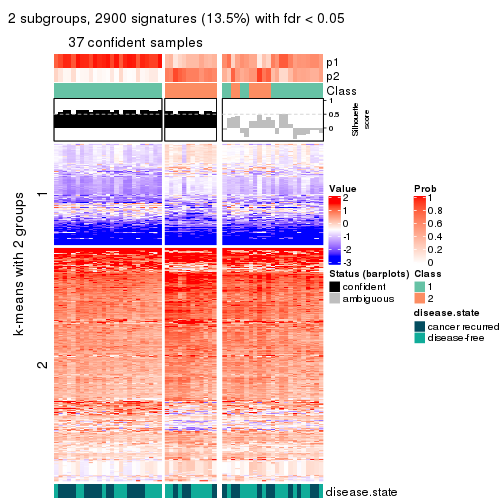 2 subgroups, 2900 signatures (13.5%) with fdr < 0.05
37 confident samples
p1
p2
Class
1
0.5
0
Silhouette
score
k-means with 2 groups
1
2
Value
2
1
0
-1
-2
-3
Prob
1
0.8
0.6
0.4
0.2
0
Status (barplots)
confident
ambiguous
Class
1
2
disease.state
cancer recurred
disease-free
disease.state